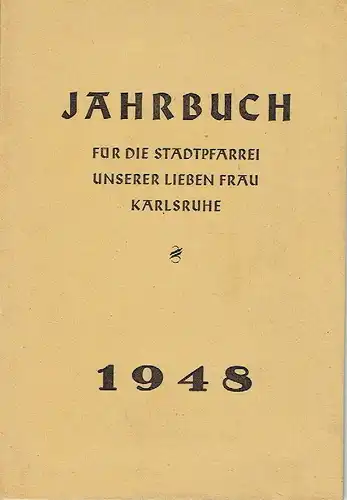 JAHRBUCH
FÜR DIE STADTPFARREI
UNSERER LIEBEN FRAU
KARLSRUHE
1948